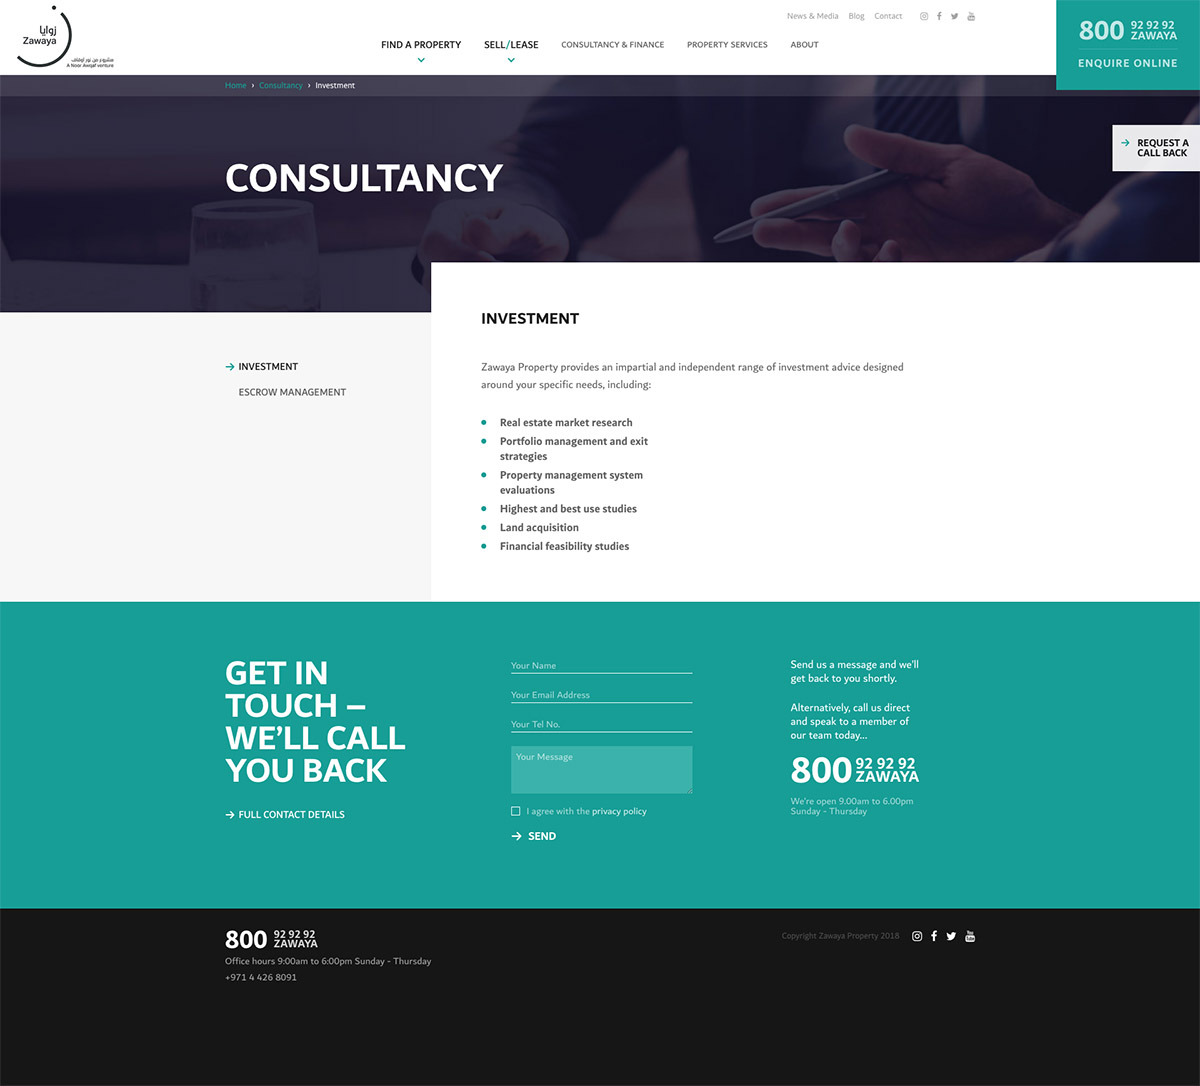 زوايا
Zawaya
مشروع من نور أوقاف
A Noor Awqaf venture
News & Media Blog Contact
FIND A PROPERTY SELL/LEASE CONSULTANCY & FINANCE PROPERTY SERVICES ABOUT
800 92 92 92
ZAWAYA
ENQUIRE ONLINE
Home › Consultancy › Investment
REQUEST A
CALL BACK
CONSULTANCY
INVESTMENT
ESCROW MANAGEMENT
INVESTMENT
Zawaya Property provides an impartial and independent range of investment advice designed
around your specific needs, including:
Real estate market research
Portfolio management and exit
strategies
Property management system
evaluations
Highest and best use studies
Land acquisition
Financial feasibility studies
GET IN
TOUCH –
WE'LL CALL
YOU BACK
FULL CONTACT DETAILS
Your Name
Your Email Address
Your Tel No.
Your Message
I agree with the privacy policy
SEND
Send us a message and we'll
get back to you shortly.
Alternatively, call us direct
and speak to a member of
our team today...
800 92 92 92
ZAWAYA
We're open 9.00am to 6.00pm
Sunday - Thursday
800 92 92 92
ZAWAYA
Office hours 9:00am to 6:00pm Sunday - Thursday
+971 4 426 8091
Copyright Zawaya Property 2018